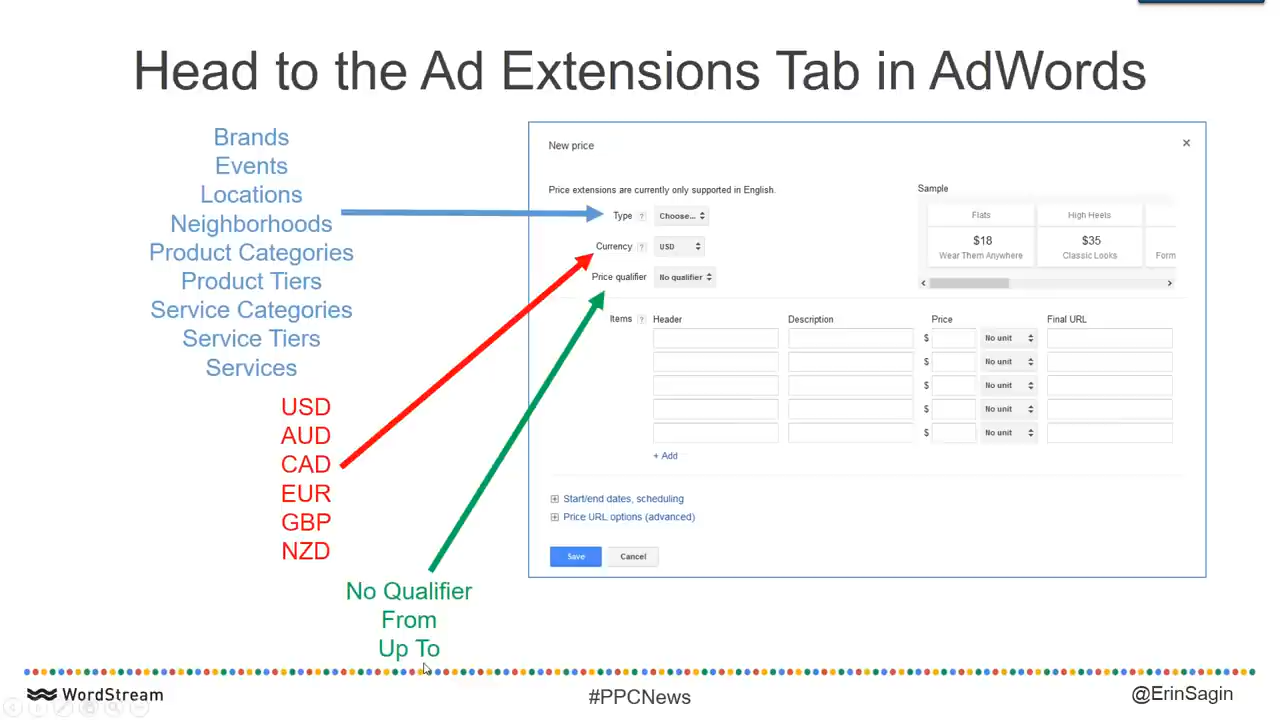 Head to the Ad Extensions Tab in AdWords
Brands
Events
Locations
Neighborhoods
Product Categories
Product Tiers
Service Categories
Service Tiers
Services
USD
AUD
CAD
EUR
GBP
NZD
No Qualifier
From
Up To
New price
×
Price extensions are currently only supported in English.
Type ? Choose...
Currency ? USD
Price qualifier No qualifier
Sample
Flats High Heels
$18 $35
Wear Them Anywhere Classic Looks Form
Items ? Header Description Price Final URL
$ No unit
$ No unit
$ No unit
$ No unit
$ No unit
+ Add
Start/end dates, scheduling
Price URL options (advanced)
Save Cancel
WordStream
#PPCNews
@ErinSagin